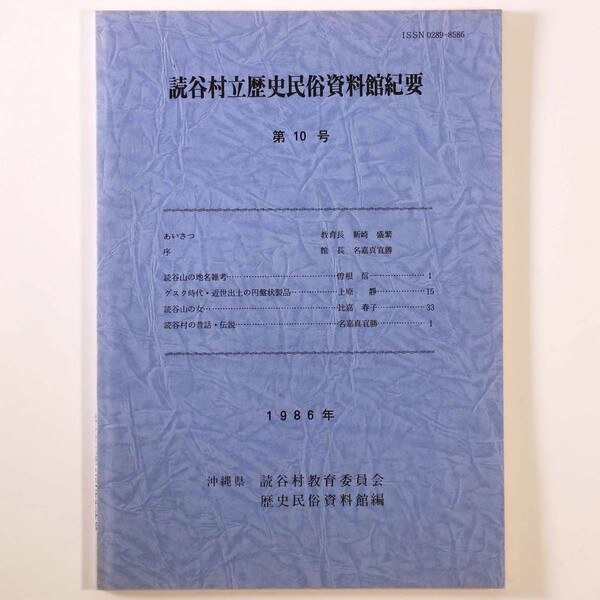 ISSN 0289-8586
読谷村立歴史民俗資料館紀要
第 10 号
あいさつ 教育長 新崎 盛繁
序 館長 名嘉真宜勝
読谷山の地名雑考……………………曽根 信……………1
グスク時代・近世出土の円盤状製品…………上原 靜……………15
読谷山の女……………………比嘉 春子……………33
読谷村の昔話・伝説……………………名嘉真宜勝……………1
1986年
沖縄県 読谷村教育委員会
歴史民俗資料館編